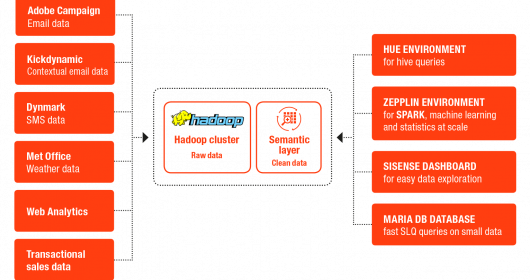 Adobe Campaign
Email data
Kickdynamic
Contextual email data
Dynmark
SMS data
Met Office
Weather data
Web Analytics
Transactional
sales data
hadoop
Hadoop cluster
Raw data
Semantic
layer
Clean data
HUE ENVIRONMENT
for hive queries
ZEPPLIN ENVIRONMENT
for SPARK, machine learning
and statistics at scale
SISENSE DASHBOARD
for easy data exploration
MARIA DB DATABASE
fast SLQ queries on small data